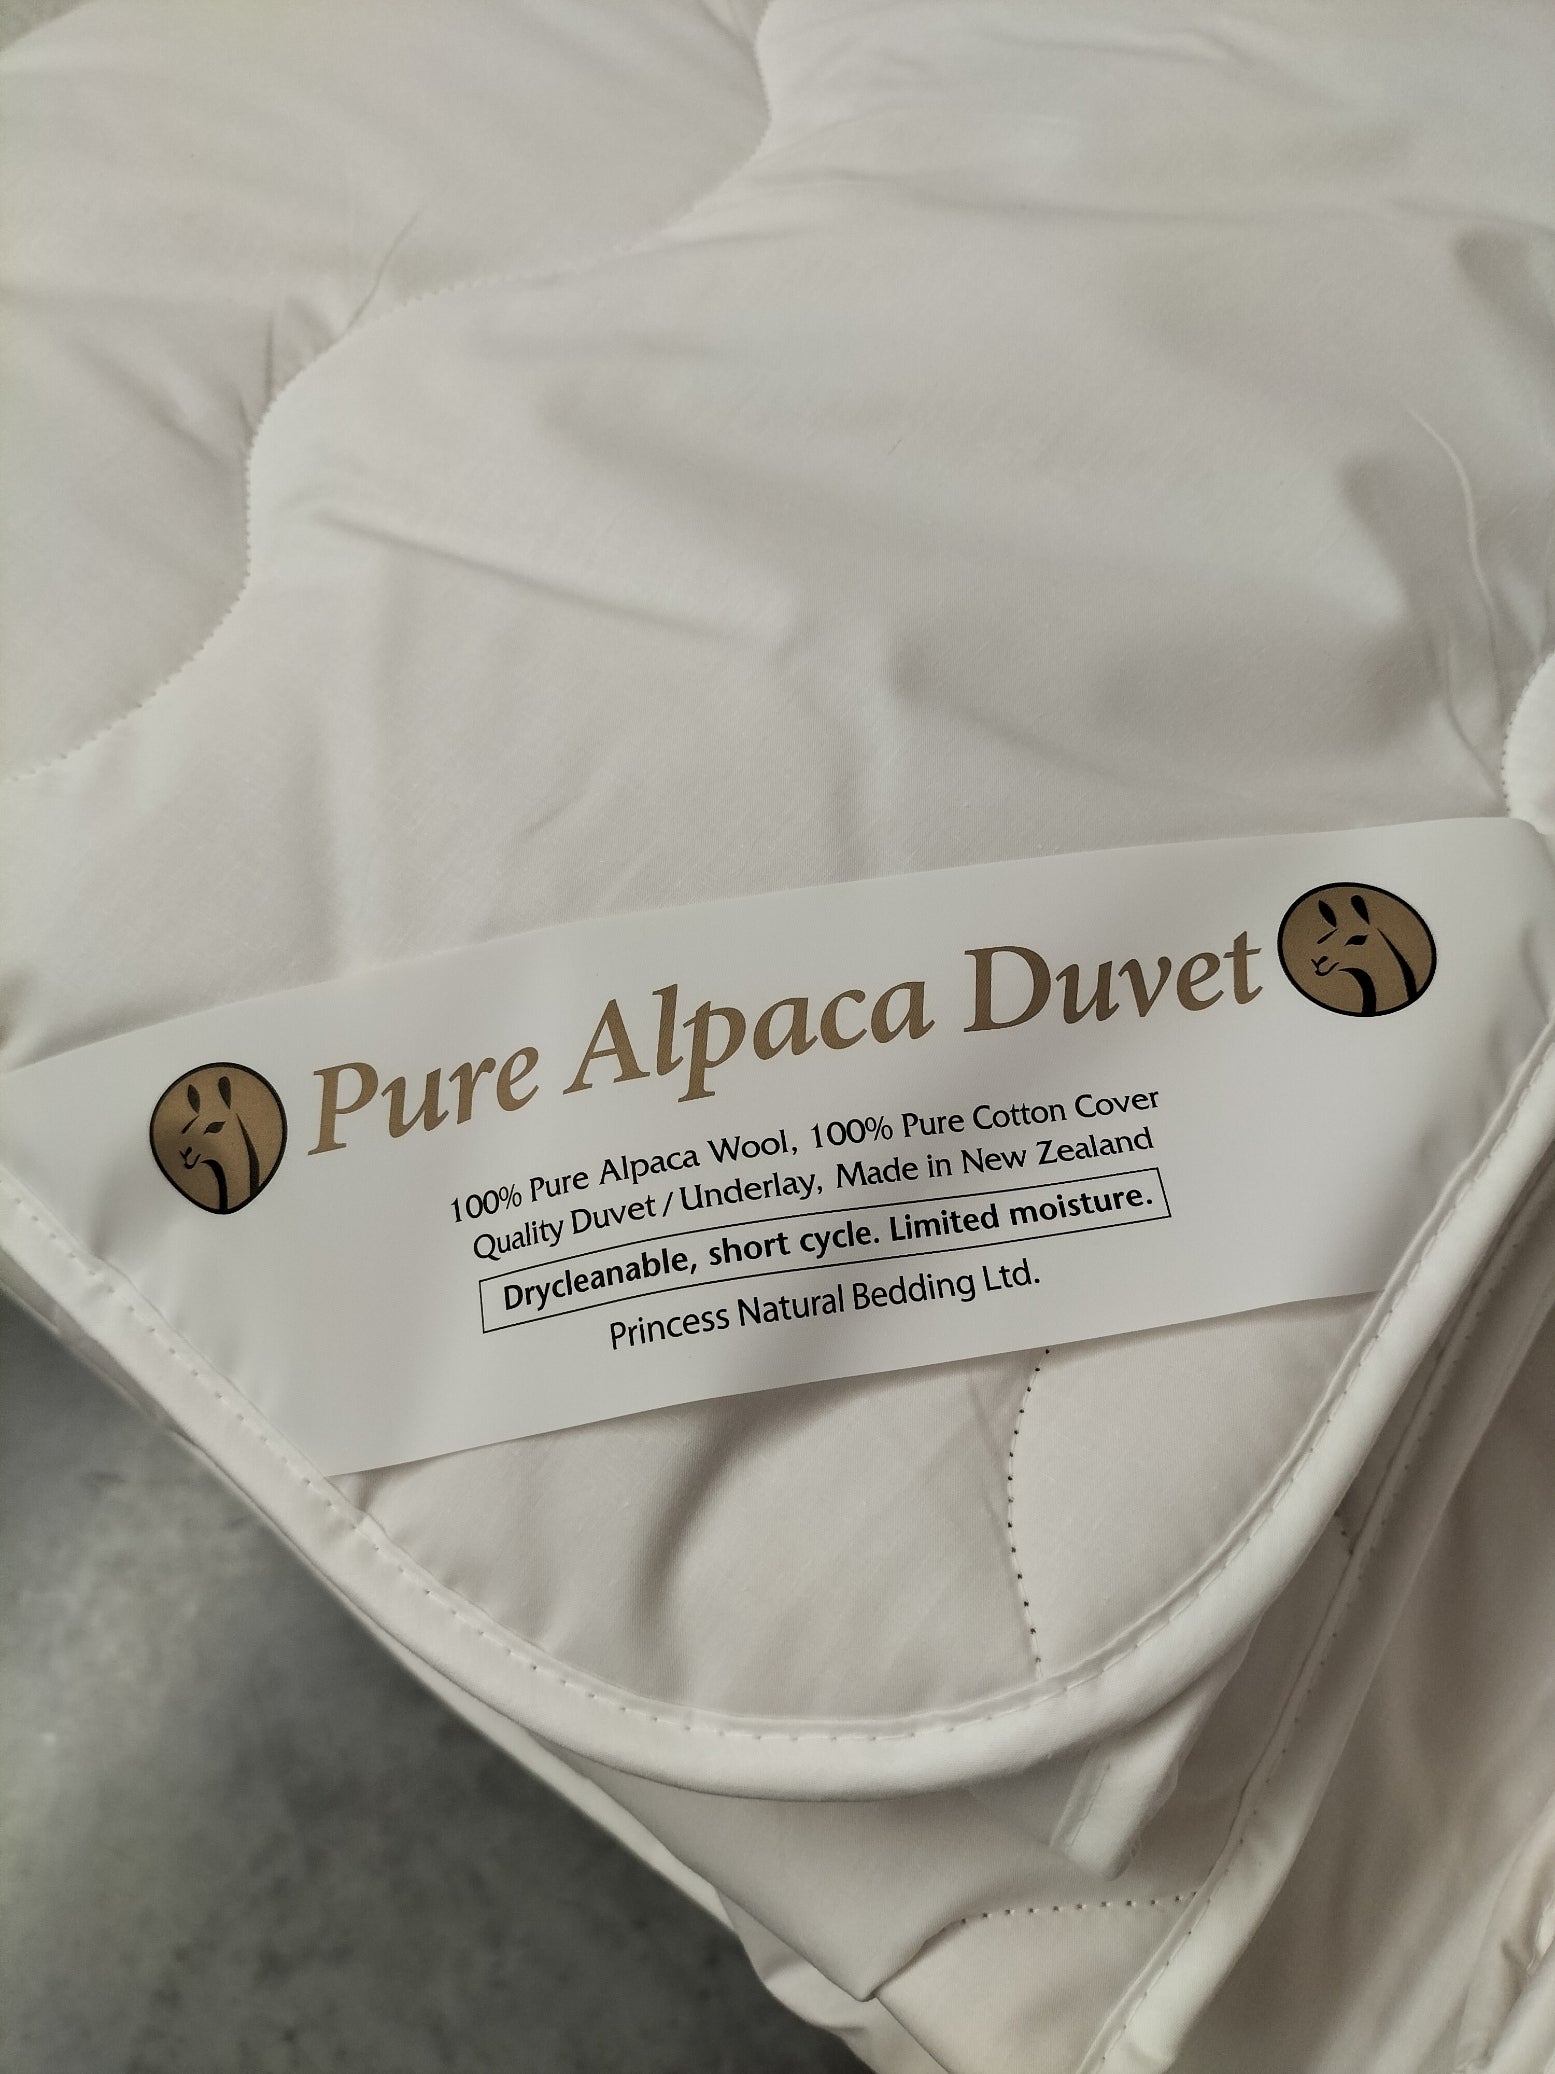 Pure Alpaca Duvet
100% Pure Alpaca Wool, 100% Pure Cotton Cover
Quality Duvet / Underlay, Made in New Zealand
Drycleanable, short cycle. Limited moisture.
Princess Natural Bedding Ltd.